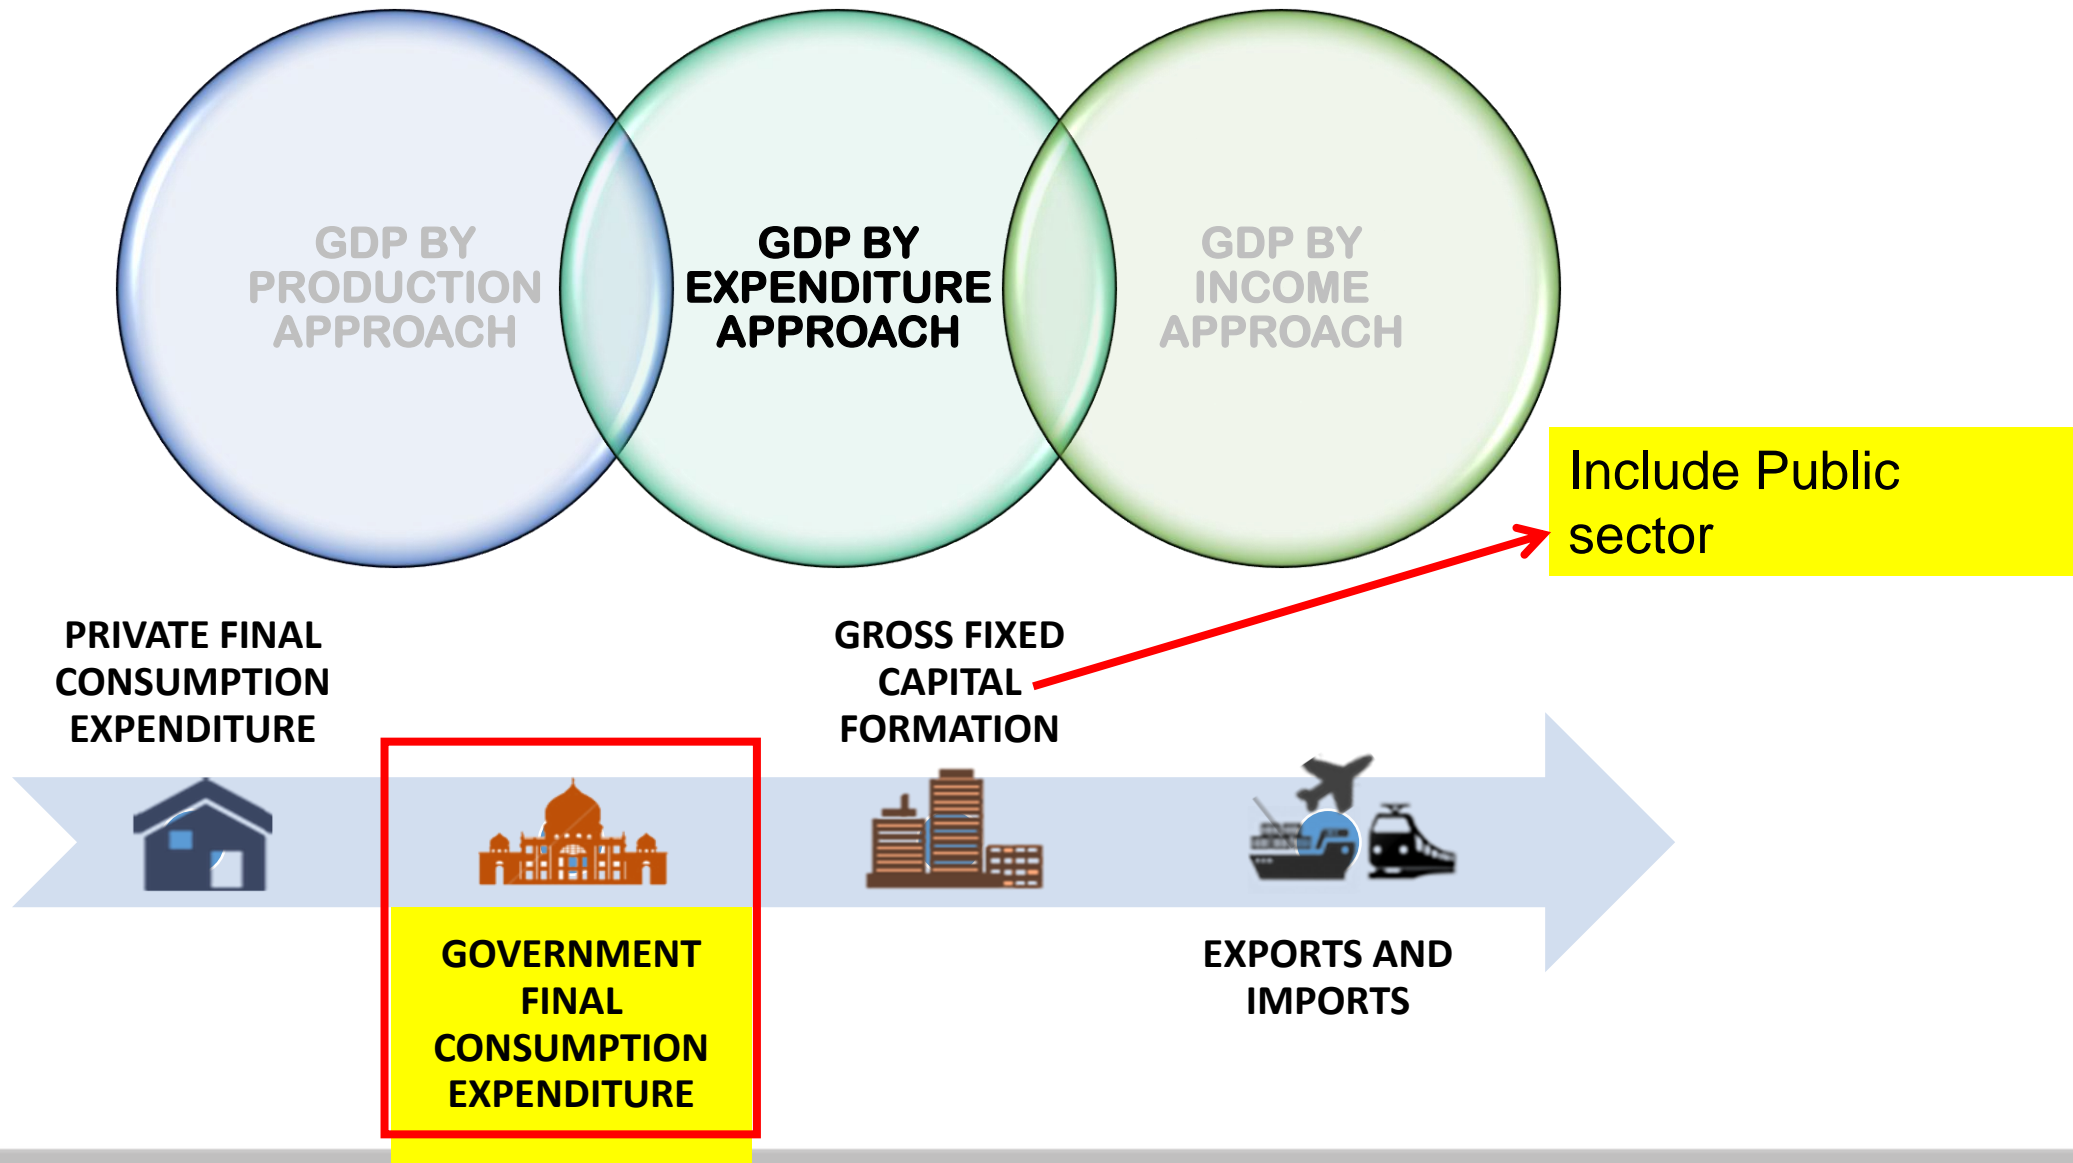 GDP BY
PRODUCTION
APPROACH
GDP BY
EXPENDITURE
APPROACH
GDP BY
INCOME
APPROACH
Include Public
sector
PRIVATE FINAL
CONSUMPTION
EXPENDITURE
GROSS FIXED
CAPITAL
FORMATION
GOVERNMENT
FINAL
CONSUMPTION
EXPENDITURE
EXPORTS AND
IMPORTS